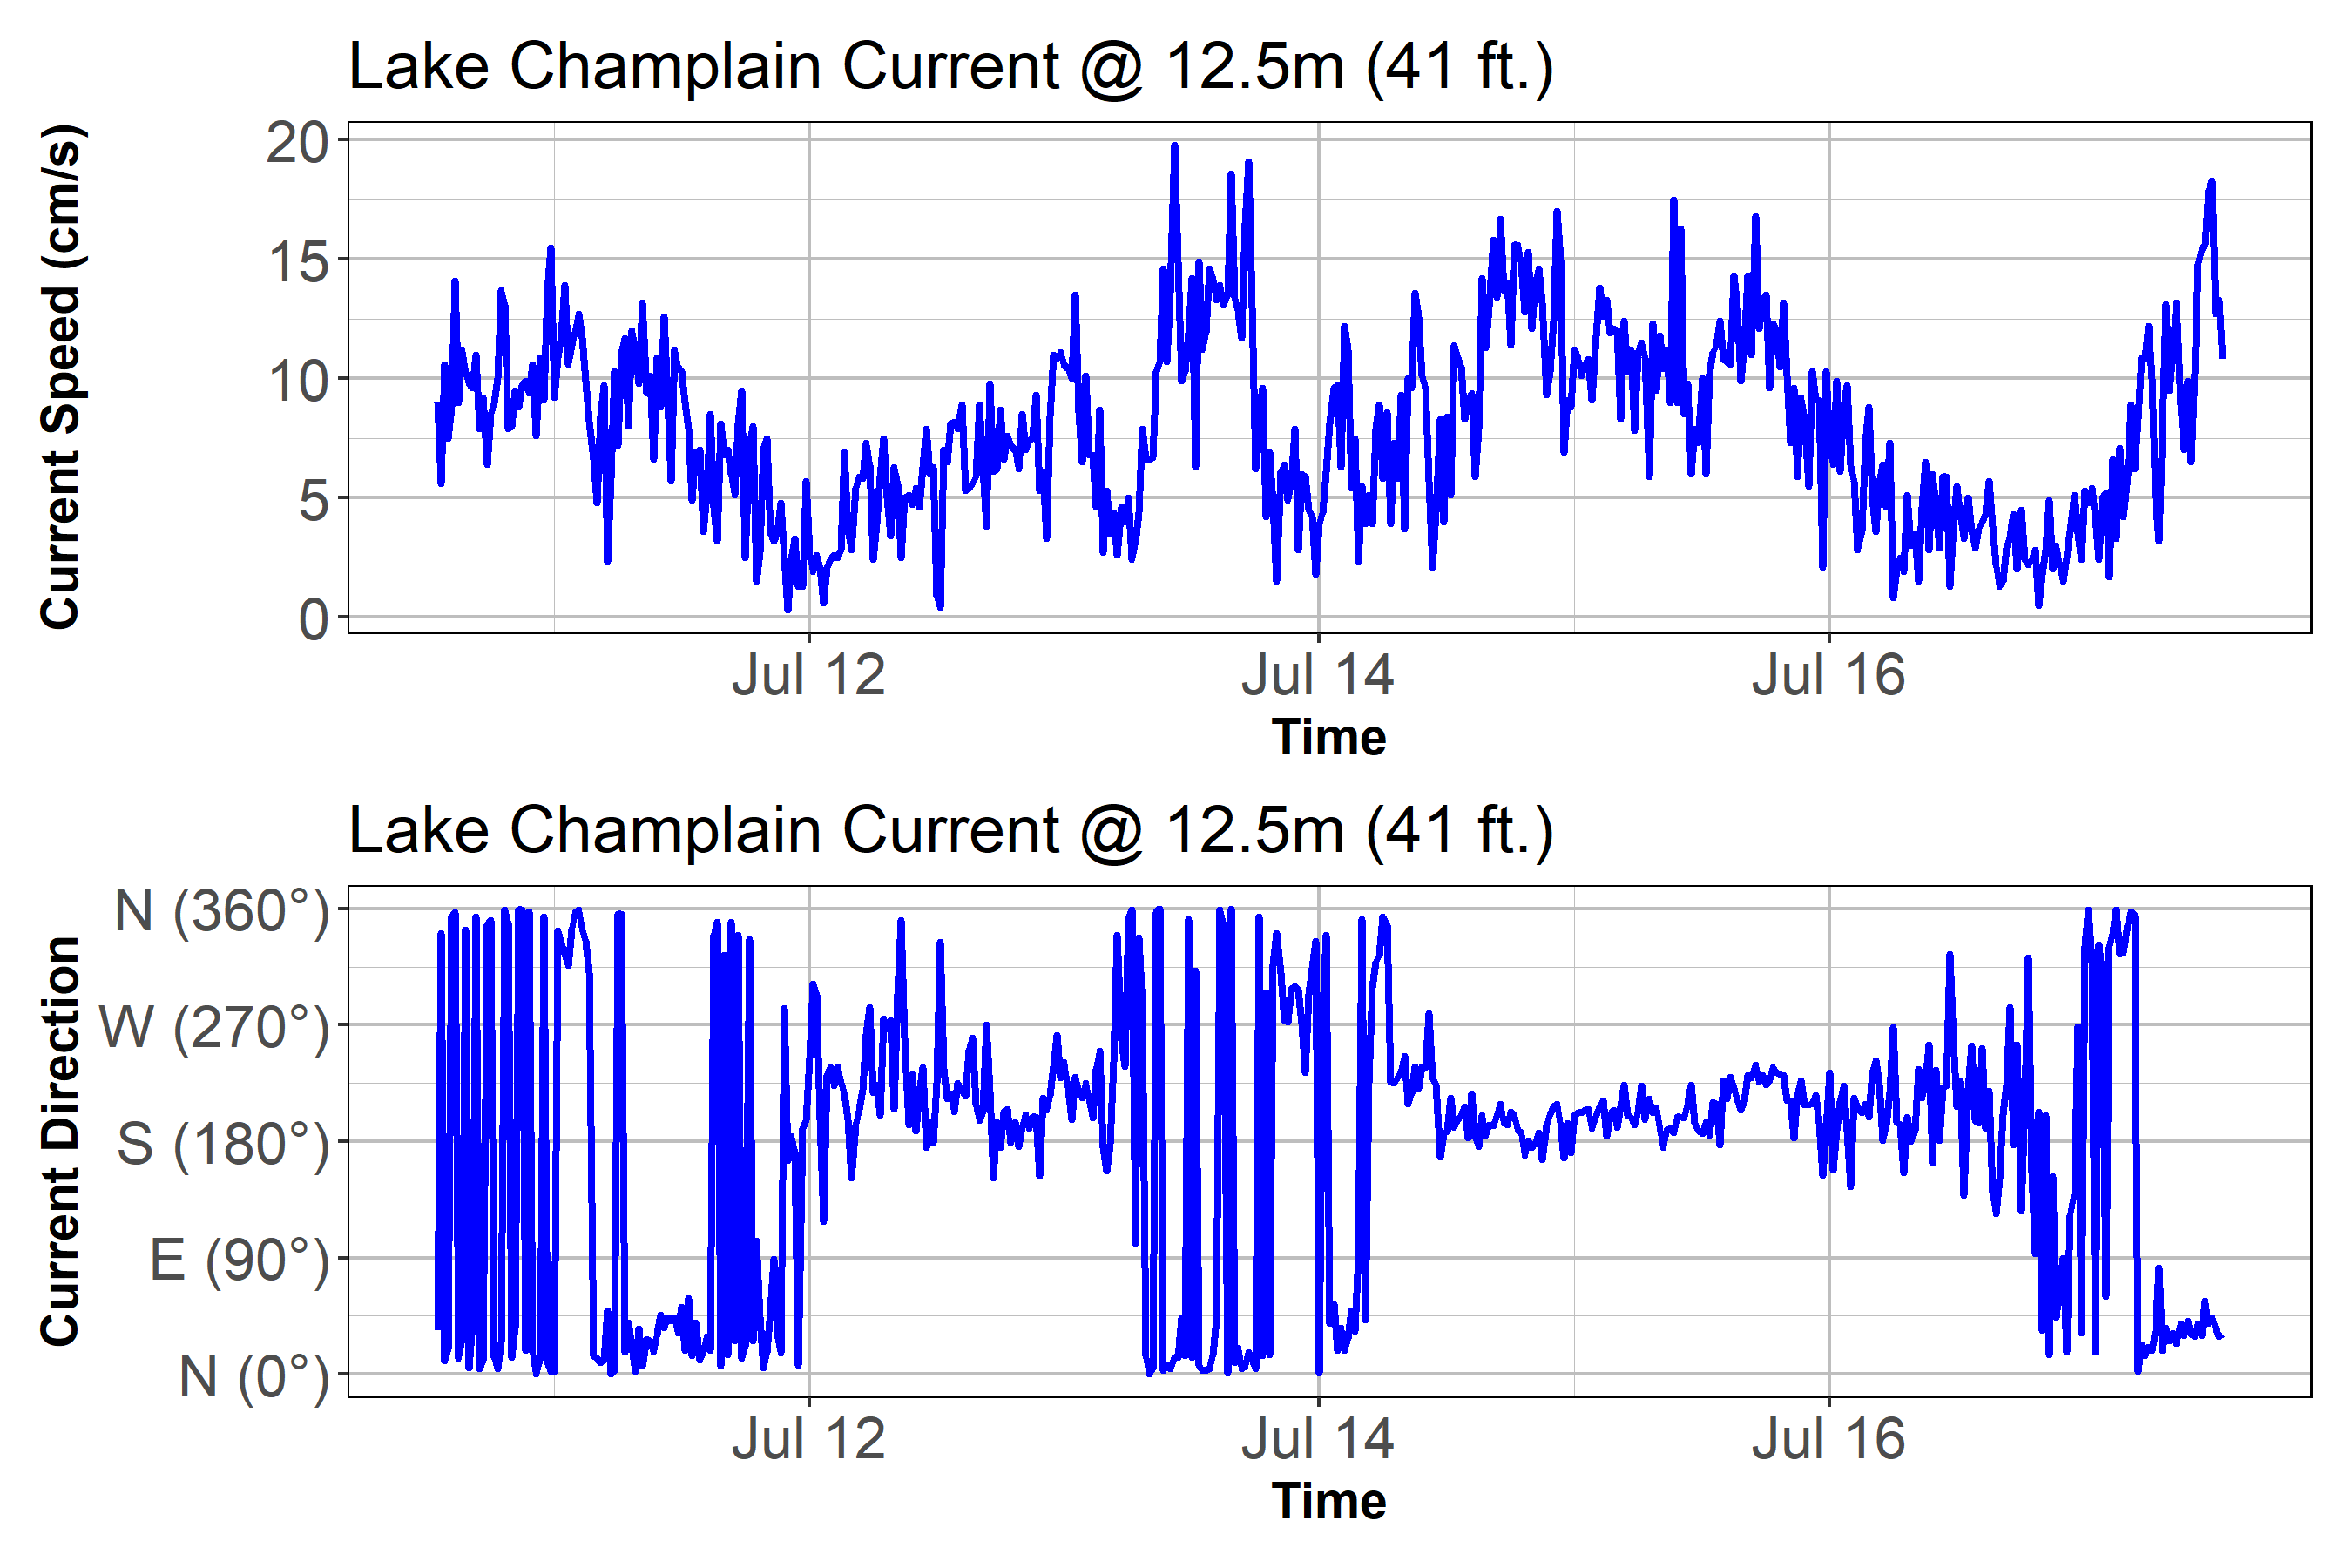 Lake Champlain Current @ 12.5m (41 ft.)
Current Speed (cm/s)
20
15
10
5
0
Jul 12
Jul 14
Jul 16
Time
Lake Champlain Current @ 12.5m (41 ft.)
Current Direction
N (360°)
W (270°)
S (180°)
E (90°)
N (0°)
Jul 12
Jul 14
Jul 16
Time